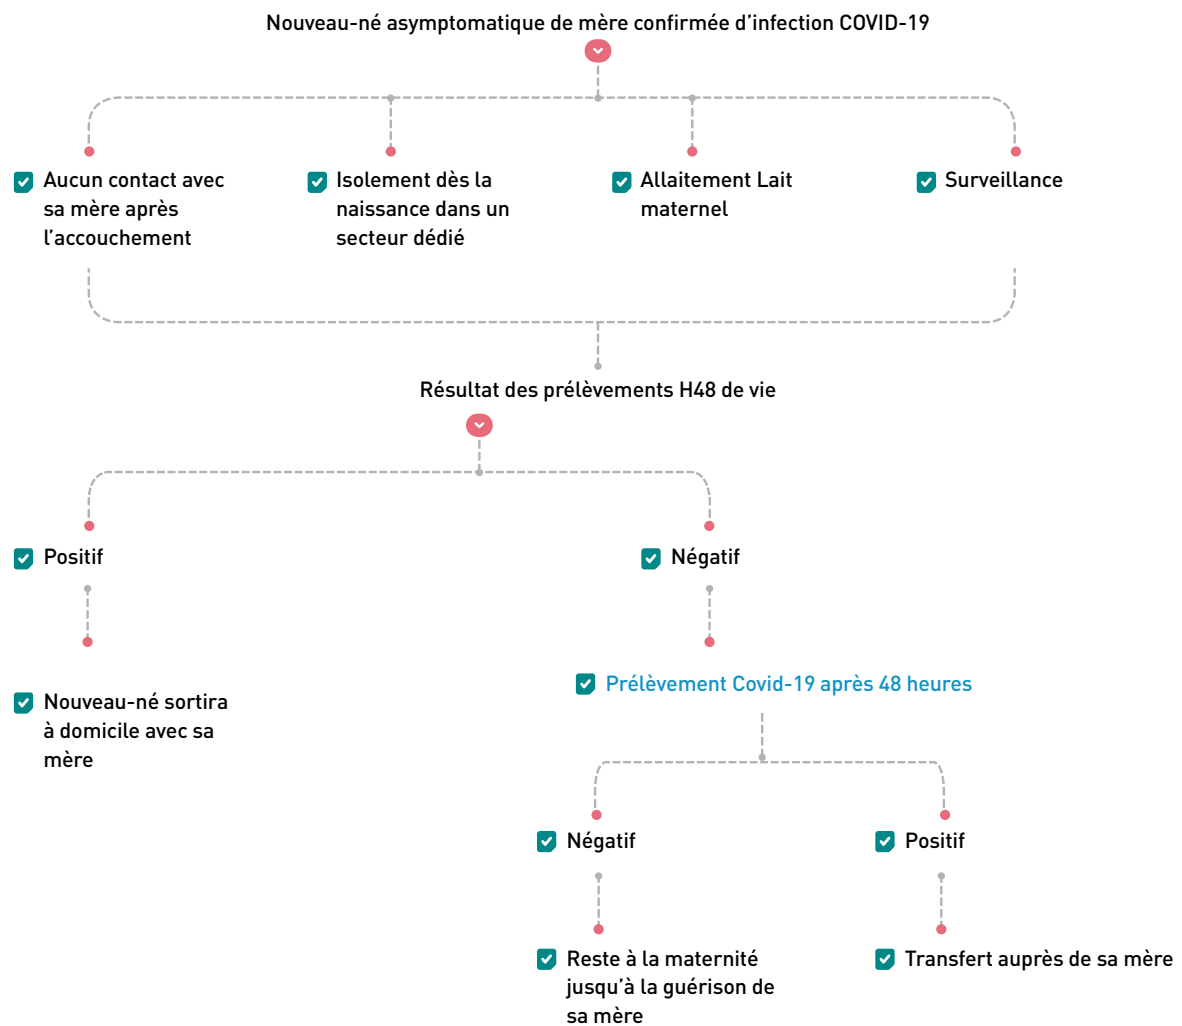 Nouveau-né asymptomatique de mère confirmée d’infection COVID-19
Aucun contact avec
sa mère après
l’accouchement
Isolement dès la
naissance dans un
secteur dédié
Allaitement Lait
maternel
Surveillance
Résultat des prélèvements H48 de vie
Positif
Négatif
Nouveau-né sortira
à domicile avec sa
mère
Prélèvement Covid-19 après 48 heures
Négatif
Positif
Reste à la maternité
jusqu’à la guérison de
sa mère
Transfert auprès de sa mère